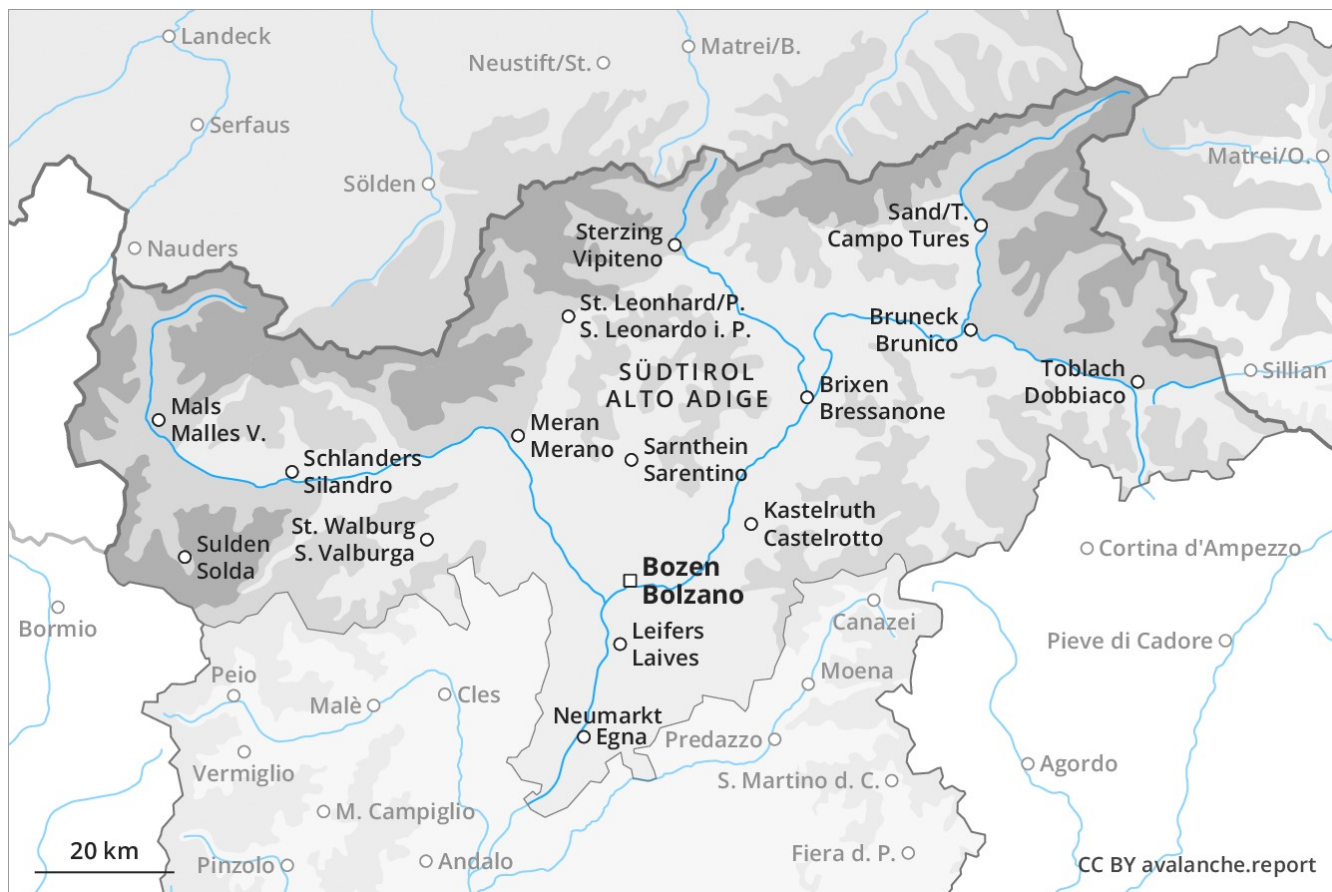 Landeck
Matrei/B.
Neustift/St.
Serfaus
Matrei/O.
Sölden
Sand/T.
Campo Tures
Sterzing
Vipiteno
Nauders
St. Leonhard/P.
S. Leonardo i. P.
Bruneck
Brunico
SÜDTIROL
ALTO ADIGE
Toblach
Dobbiaco
Sillian
Brixen
Bressanone
Mals
Malles V.
Meran
Merano
Sarnthein
Sarentino
Schlanders
Silandro
Kastelruth
Castelrotto
St. Walburg
S. Valburga
Sulden
Solda
Cortina d'Ampezzo
Bozen
Bolzano
Bormio
Canazei
Leifers
Laives
Pieve di Cadore
Peio
Moena
Malè
Cles
Neumarkt
Egna
Predazzo
Vermiglio
Agordo
S. Martino d. C.
M. Campiglio
20 km
Pinzolo
Andalo
Fiera d. P.
CC BY avalanche.report